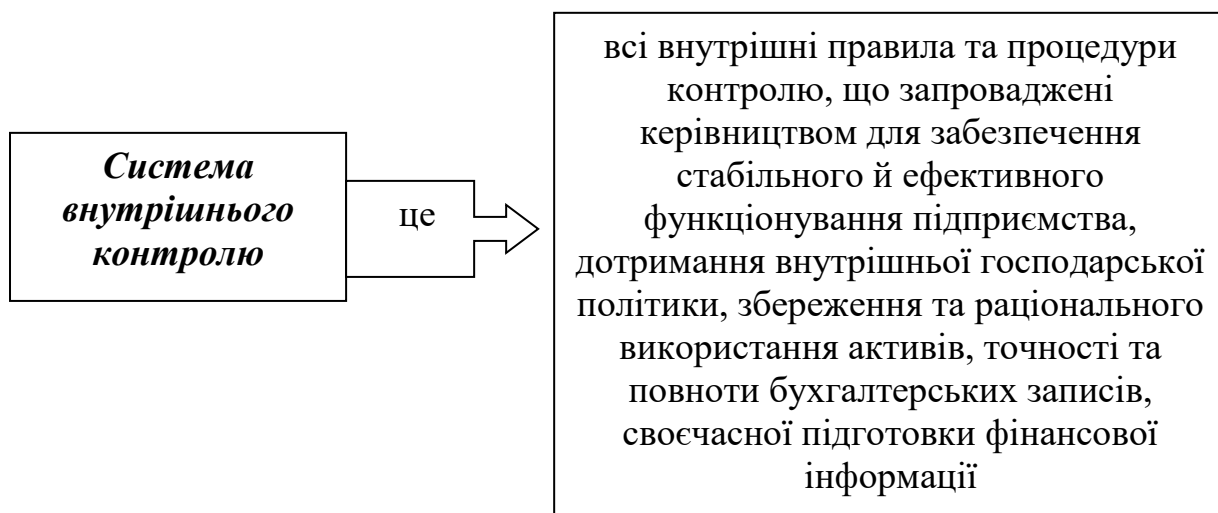 Система
внутрішнього
контролю
це
всі внутрішні правила та процедури
контролю, що запроваджені
керівництвом для забезпечення
стабільного й ефективного
функціонування підприємства,
дотримання внутрішньої господарської
політики, збереження та раціонального
використання активів, точності та
повноти бухгалтерських записів,
своєчасної підготовки фінансової
інформації